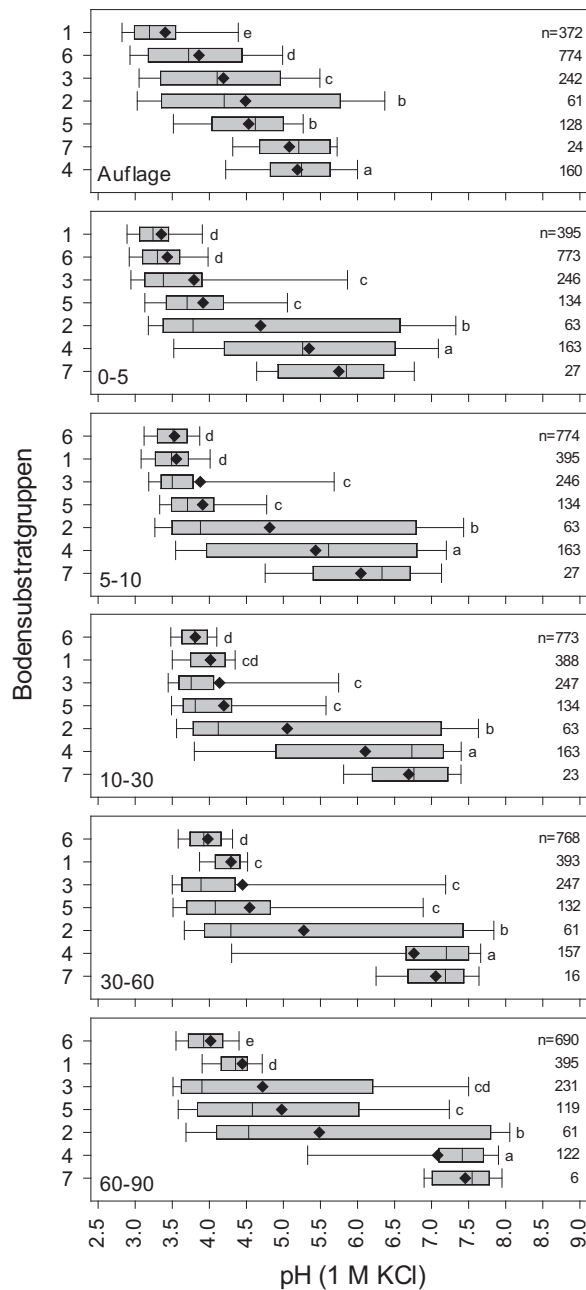 1 e n=372
6 d 774
3 c 242
2 b 61
5 b 128
7 24
4 a 160
Auflage
1 d n=395
6 d 773
3 c 246
5 c 134
2 b 63
4 a 163
7 27
0-5
6 d n=774
1 d 395
3 c 246
5 c 134
2 b 63
4 a 163
7 27
5-10
6 d n=773
1 cd 388
3 c 247
5 c 134
2 b 63
4 a 163
7 23
10-30
6 d n=768
1 c 393
3 c 247
5 c 132
2 b 61
4 a 157
7 16
30-60
6 e n=690
1 d 395
3 cd 231
5 c 119
2 b 61
4 a 122
7 6
60-90
Bodensubstratgruppen
2.5 3.0 3.5 4.0 4.5 5.0 5.5 6.0 6.5 7.0 7.5 8.0 8.5 9.0
pH (1 M KCl)